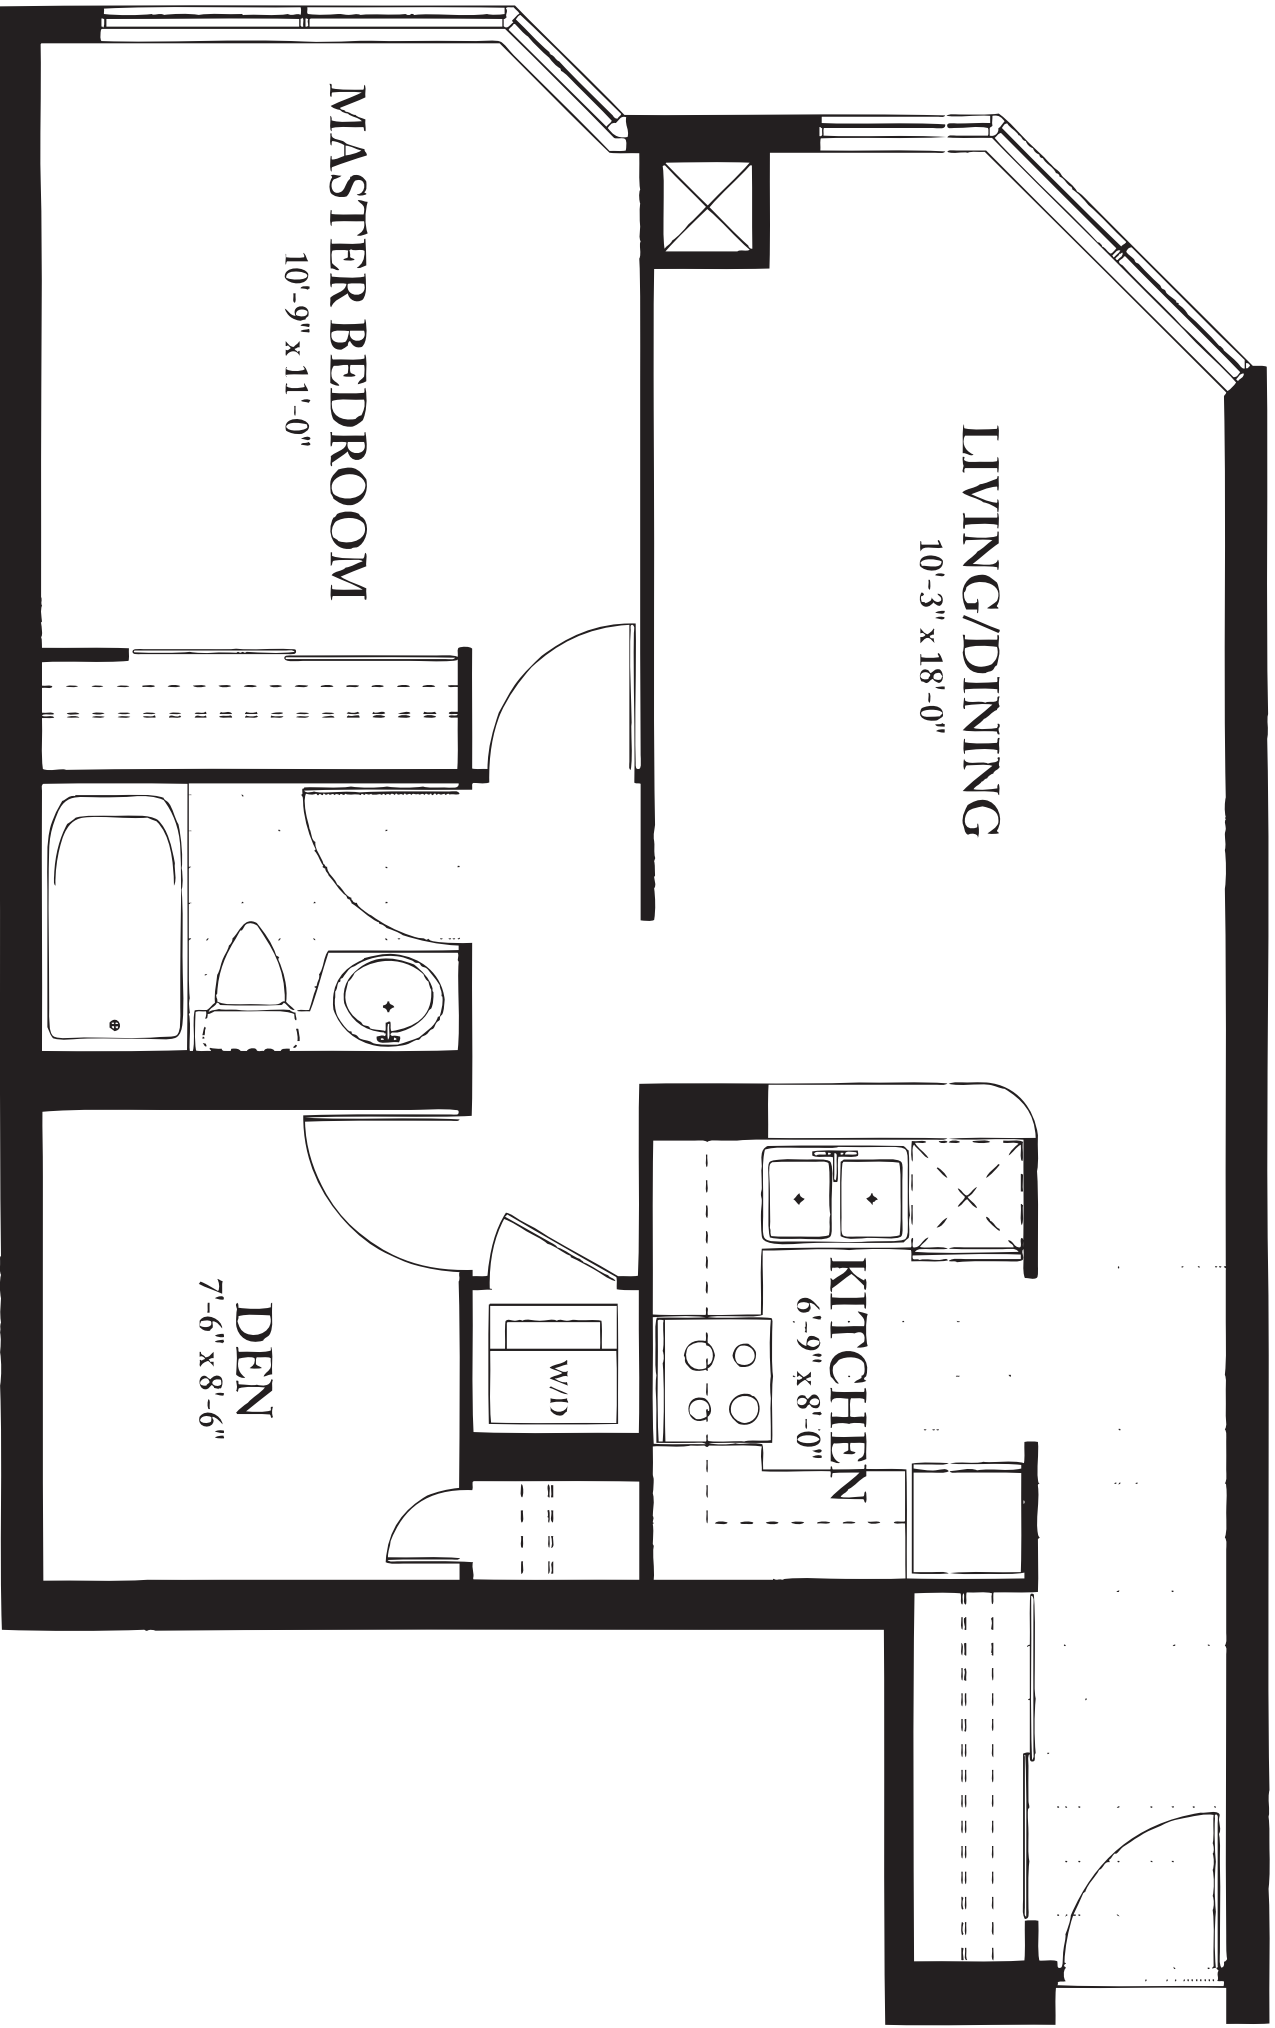 MASTER BEDROOM
10'-9" x 11'-0"
LIVING/DINING
10'-3" x 18'-0"
KITCHEN
6'-9" x 8'-0"
W/D
DEN
7'-6" x 8'-6"